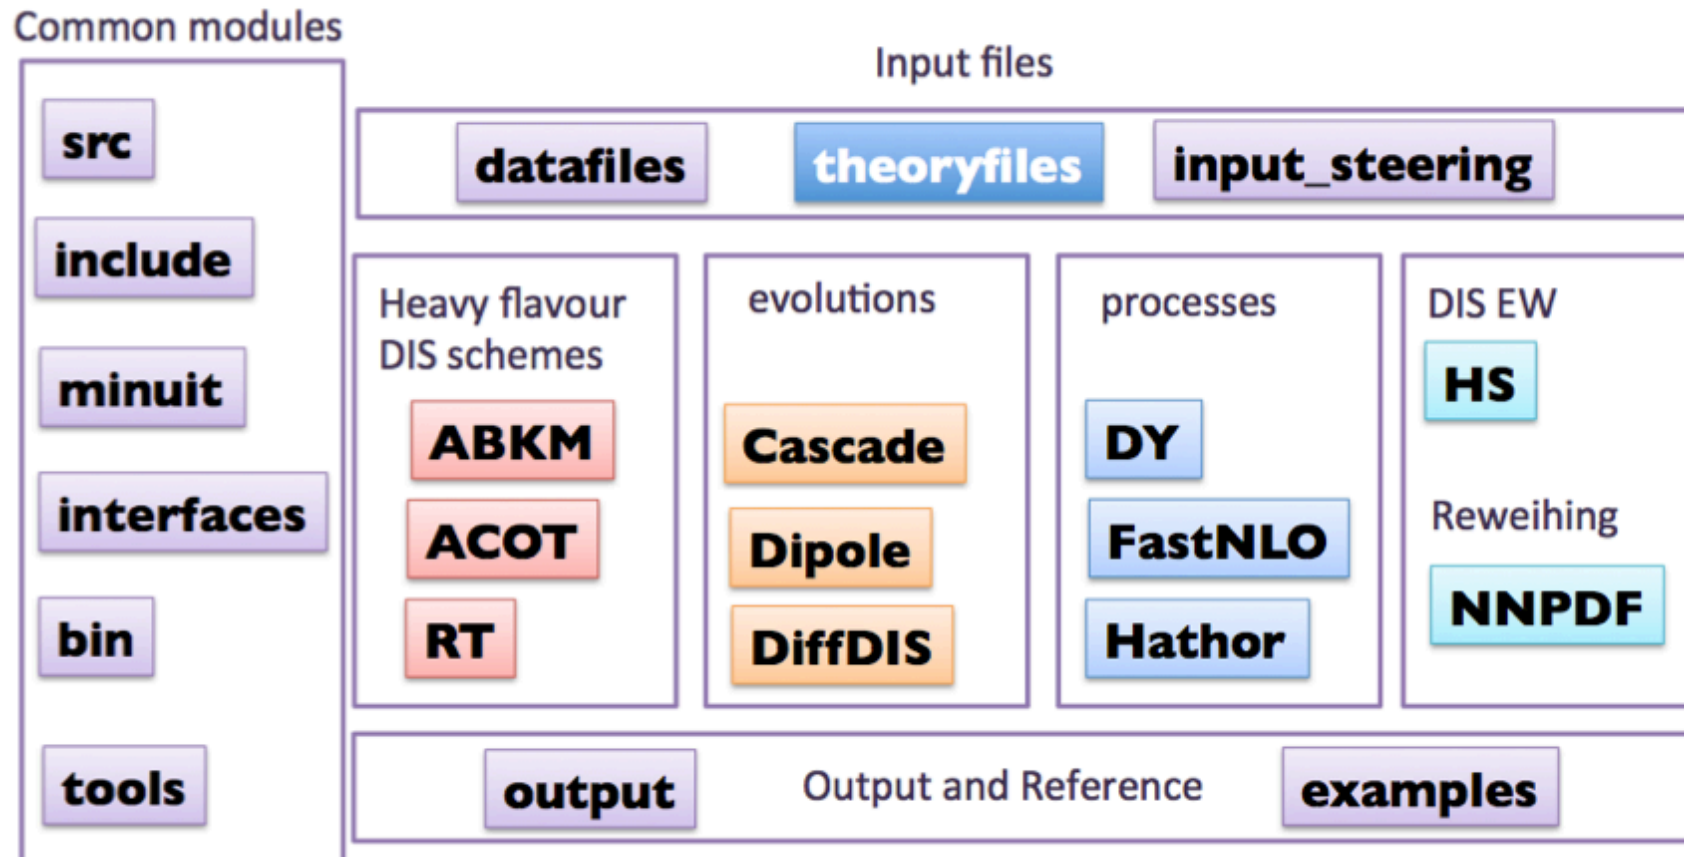 Common modules
src
include
minuit
interfaces
bin
tools
Input files
datafiles
theoryfiles
input_steering
Heavy flavour
DIS schemes
ABKM
ACOT
RT
evolutions
Cascade
Dipole
DiffDIS
processes
DY
FastNLO
Hathor
DIS EW
HS
Reweihing
NNPDF
output
Output and Reference
examples